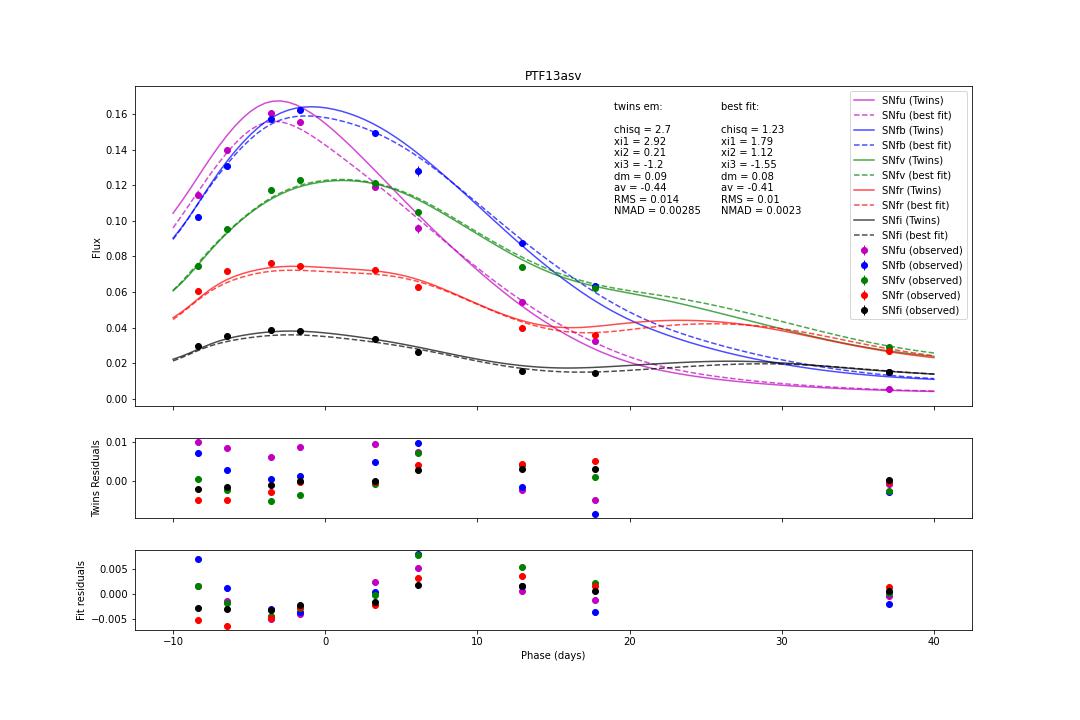 PTF13asv
Flux
0.16
0.14
0.12
0.10
0.08
0.06
0.04
0.02
0.00
twins em:
chisq = 2.7
xi1 = 2.92
xi2 = 0.21
xi3 = -1.2
dm = 0.09
av = -0.44
RMS = 0.014
NMAD = 0.00285
best fit:
chisq = 1.23
xi1 = 1.79
xi2 = 1.12
xi3 = -1.55
dm = 0.08
av = -0.41
RMS = 0.01
NMAD = 0.0023
SNfu (Twins)
SNfu (best fit)
SNfb (Twins)
SNfb (best fit)
SNfv (Twins)
SNfv (best fit)
SNfr (Twins)
SNfr (best fit)
SNfi (Twins)
SNfi (best fit)
SNfu (observed)
SNfb (observed)
SNfv (observed)
SNfr (observed)
SNfi (observed)
Twins Residuals
0.01
0.00
Fit residuals
0.005
0.000
−0.005
−10 0 10 20 30 40
Phase (days)